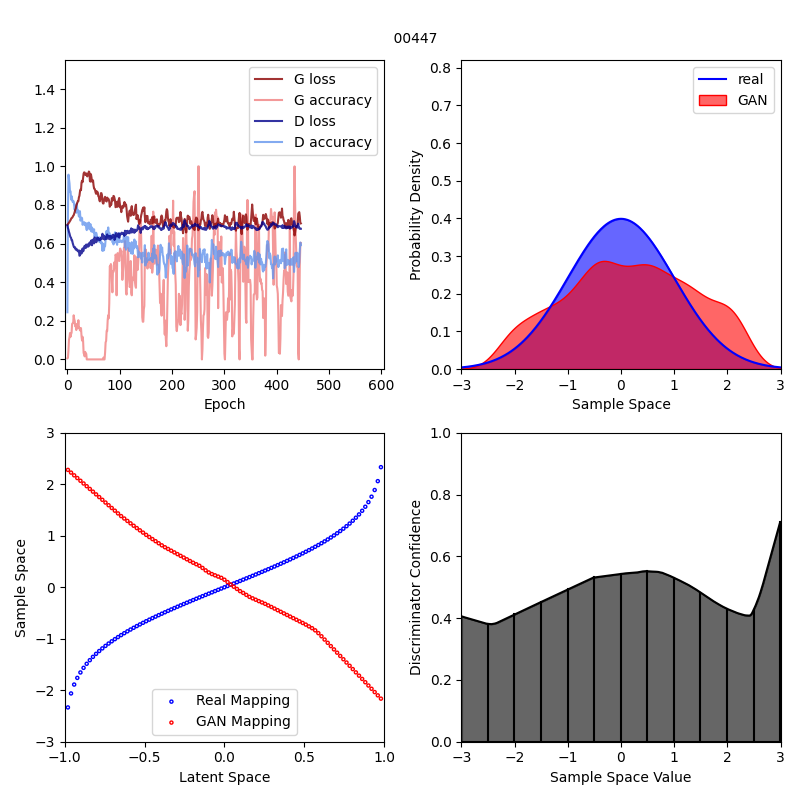 00447
G loss
G accuracy
D loss
D accuracy
1.4
1.2
1.0
0.8
0.6
0.4
0.2
0.0
0 100 200 300 400 500 600
Epoch
real
GAN
Probability Density
0.8
0.7
0.6
0.5
0.4
0.3
0.2
0.1
0.0
−3 −2 −1 0 1 2 3
Sample Space
Sample Space
3
2
1
0
−1
−2
−3
Real Mapping
GAN Mapping
−1.0 −0.5 0.0 0.5 1.0
Latent Space
Discriminator Confidence
1.0
0.8
0.6
0.4
0.2
0.0
−3 −2 −1 0 1 2 3
Sample Space Value